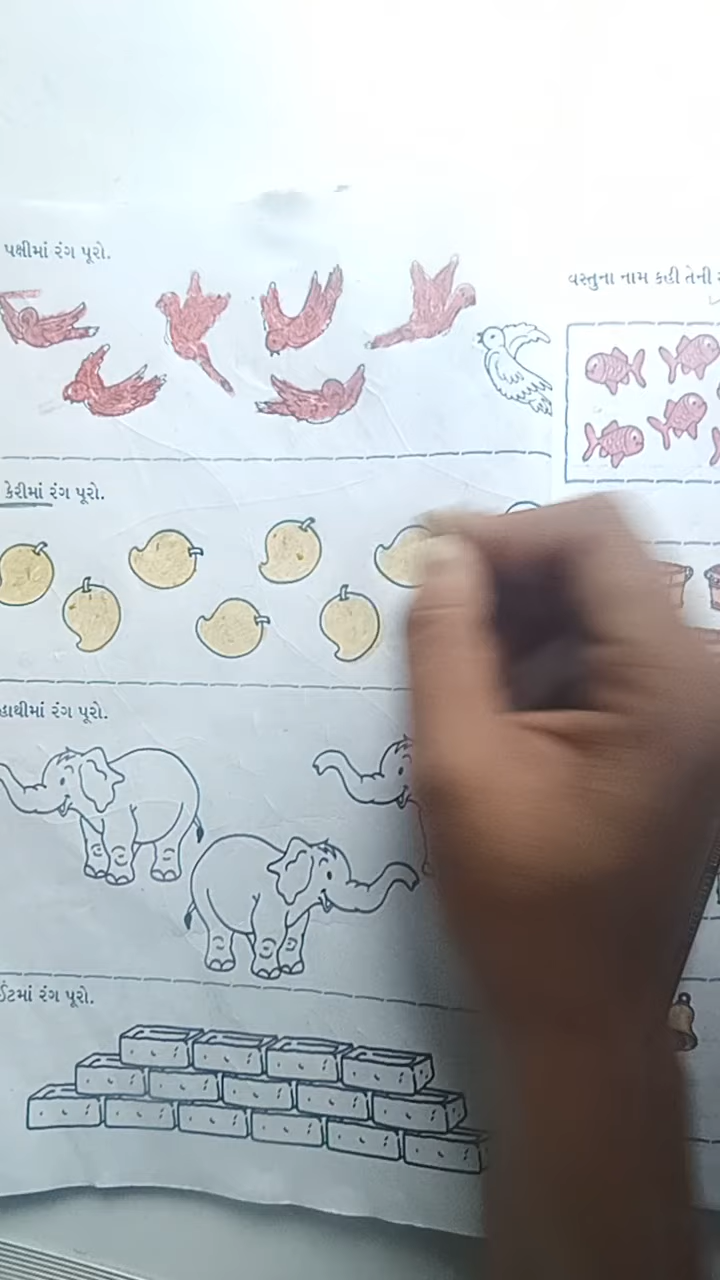 પક્ષીમાં રંગ પૂરો.
વસ્તુના નામ કહી તેની
કેરીમાં રંગ પૂરો.
હાથીમાં રંગ પૂરો.
ઈંટમાં રંગ પૂરો.